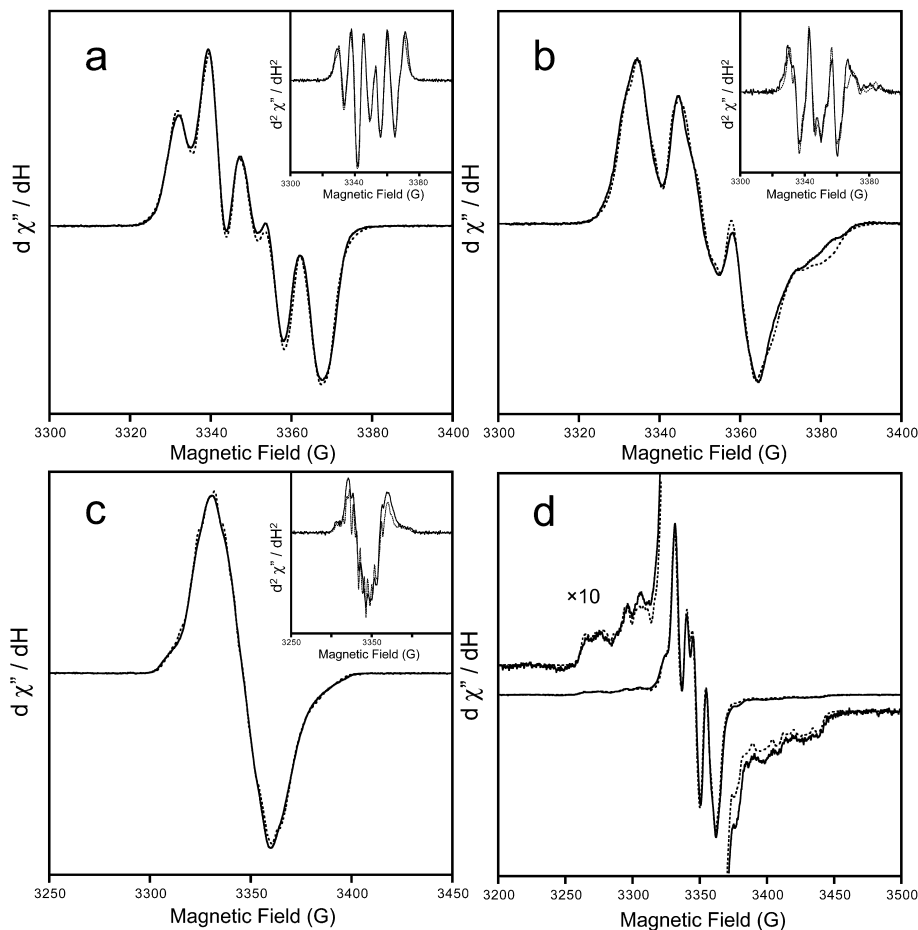 a
d χ” / dH
d² χ” / dH²
3300 3340 3380
Magnetic Field (G)
3300 3320 3340 3360 3380 3400
Magnetic Field (G)
b
d χ” / dH
d² χ” / dH²
3300 3340 3380
Magnetic Field (G)
3300 3320 3340 3360 3380 3400
Magnetic Field (G)
c
d χ” / dH
d² χ” / dH²
3250 3350
Magnetic Field (G)
3250 3300 3350 3400 3450
Magnetic Field (G)
d
×10
d χ” / dH
3200 3250 3300 3350 3400 3450 3500
Magnetic Field (G)